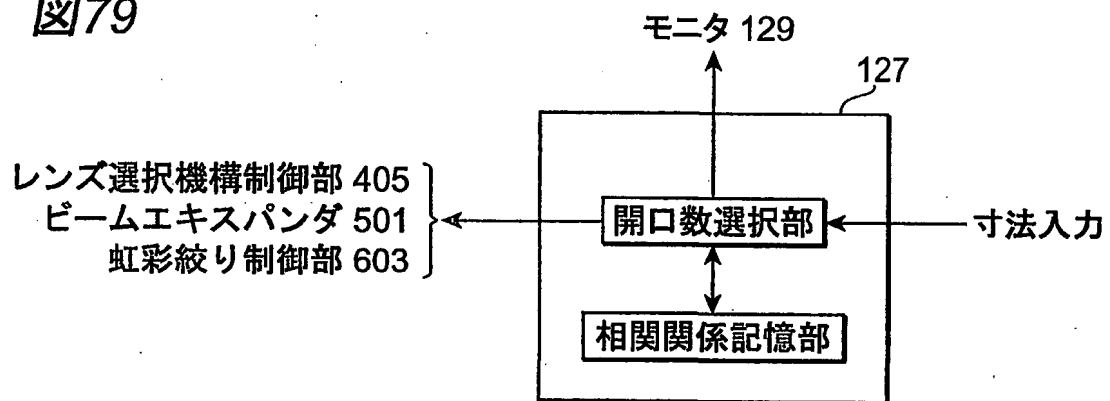 図79
モニタ 129
127
レンズ選択機構制御部 405
ビームエキスパンダ 501
虹彩絞り制御部 603
開口数選択部
寸法入力
相関関係記憶部